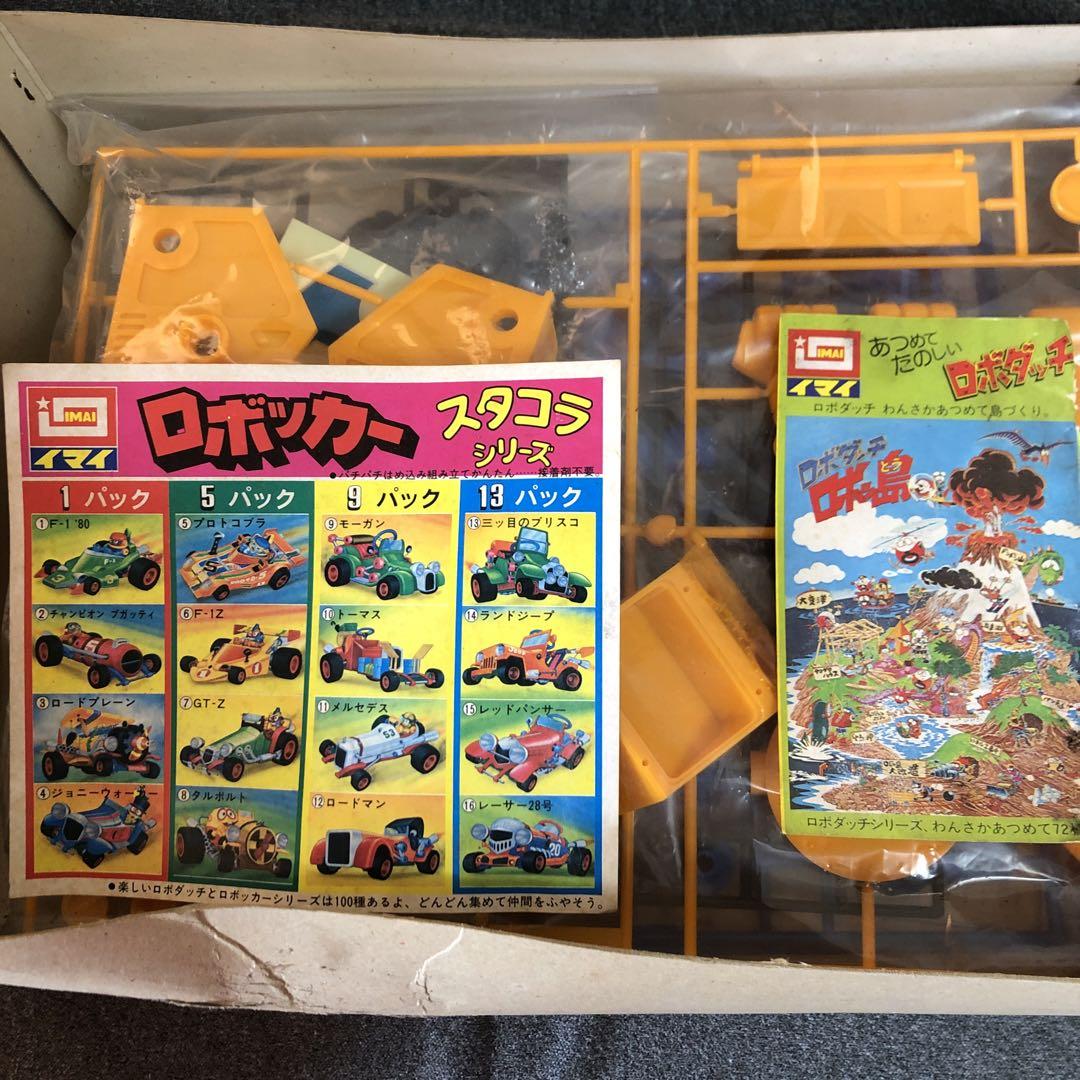 IMAI
イマイ
ロボッカー
スタコラ
シリーズ
●パチパチはめ込み組み立てかんたん……接着剤不要。
1 パック
5 パック
9 パック
13 パック
①F-1 '80
⑤プロトコブラ
⑨モーガン
⑬三ッ目のプリスコ
②チャンピオン ブガッティ
⑥F-1Z
⑩トーマス
⑭ランドジープ
③ロードプレーン
⑦GT-Z
⑪メルセデス
⑮レッドパンサー
④ジョニーウォーカー
⑧タルボルト
⑫ロードマン
⑯レーサー28号
●楽しいロボダッチとロボッカーシリーズは100種あるよ、どんどん集めて仲間をふやそう。
IMAI
イマイ
あつめて
たのしい
ロボダッチ
ロボダッチ わんさかあつめて島づくり。
ロボダッチ
ロボット島
ロボダッチシリーズ、わんさかあつめて72